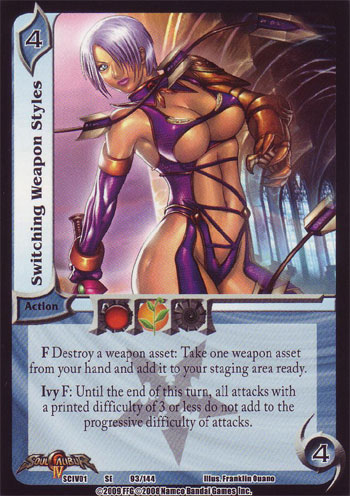 4
Switching Weapon Styles
Action
F Destroy a weapon asset: Take one weapon asset
from your hand and add it to your staging area ready.
Ivy F: Until the end of this turn, all attacks with
a printed difficulty of 3 or less do not add to the
progressive difficulty of attacks.
4
SOULCALIBUR
IV
SCIV01 SI 93/144 Illus. Franklin Ouano
©2009 FFG ©2008 Namco Bandai Games Inc.